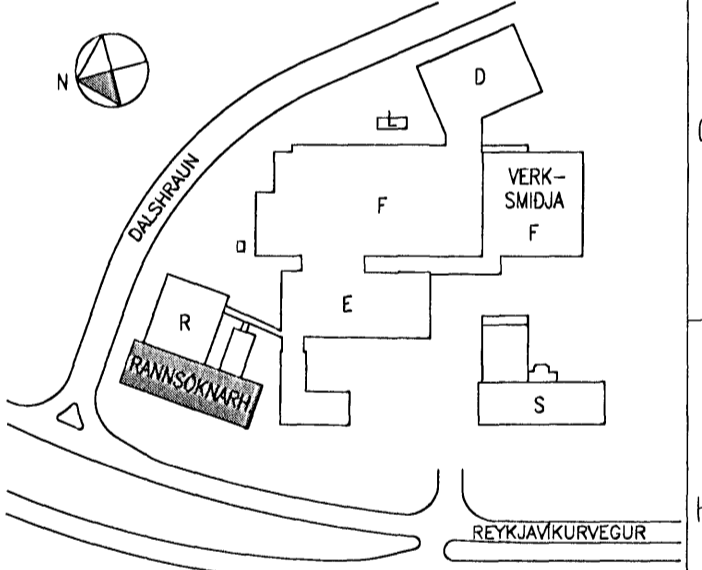 N
D
L
DALSHRAUN
VERK-
SMIÐJA
F
F
E
R
RANNSÓKNARH.
S
REYKJAVÍKURVEGUR